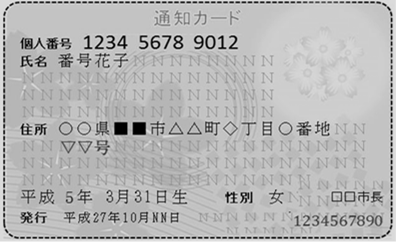 通知カード
個人番号 1234 5678 9012
氏名 番号花子
住所 ○○県■■市△△町◇丁目○番地
▽▽号
平成 5年 3月31日生 性別 女 □□市長
発行 平成27年10月NN日 1234567890